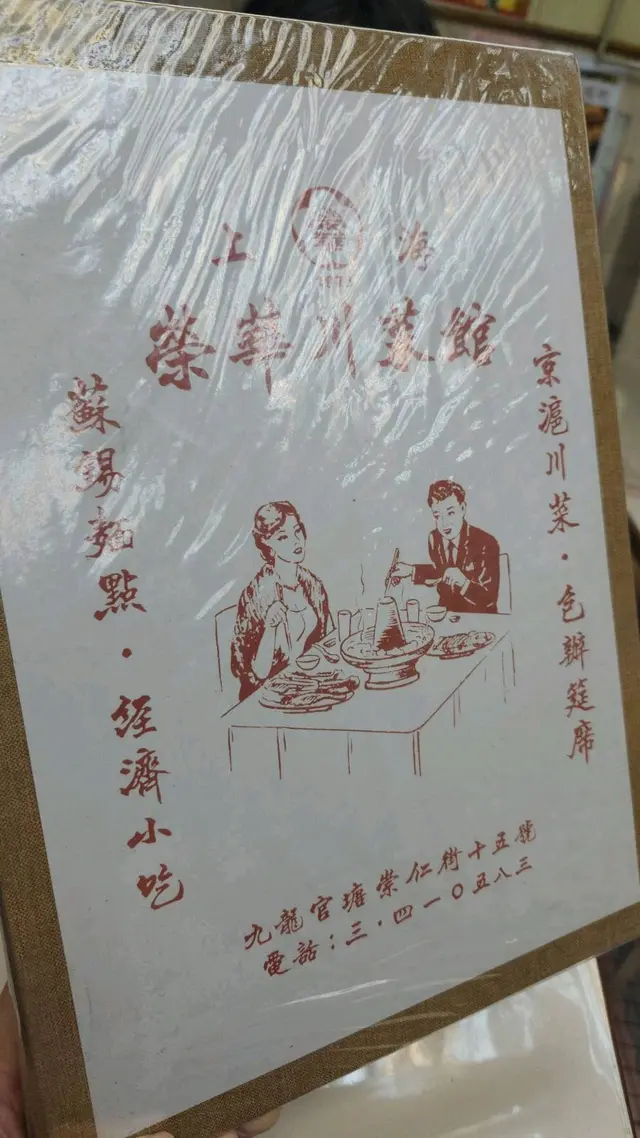 上海
榮華川菜館
京滬川菜·包辦筵席
蘇錫麵點·經濟小吃
九龍官塘崇仁街十五號
電話：三·四一〇五八三